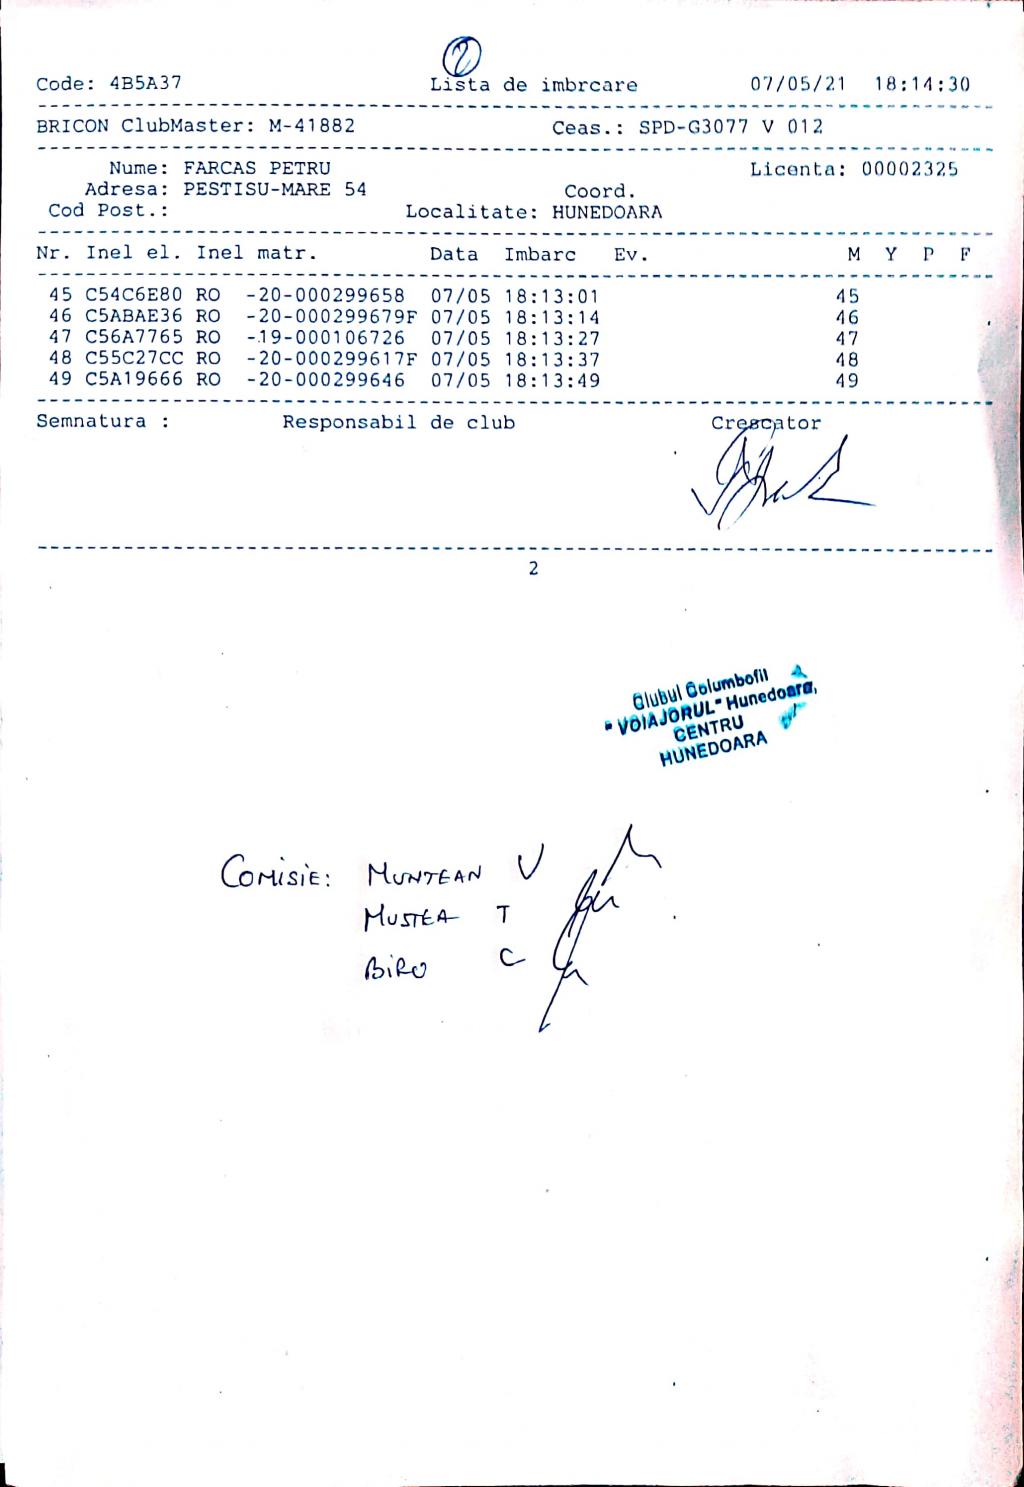 2
Code: 4B5A37 Lista de imbrcare 07/05/21 18:14:30
BRICON ClubMaster: M-41882 Ceas.: SPD-G3077 V 012
Nume: FARCAS PETRU Licenta: 00002325
Adresa: PESTISU-MARE 54 Coord.
Cod Post.: Localitate: HUNEDOARA
Nr. Inel el. Inel matr. Data Imbarc Ev. M Y P F
45 C54C6E80 RO -20-000299658 07/05 18:13:01 45
46 C5ABAE36 RO -20-000299679F 07/05 18:13:14 46
47 C56A7765 RO -19-000106726 07/05 18:13:27 47
48 C55C27CC RO -20-000299617F 07/05 18:13:37 48
49 C5A19666 RO -20-000299646 07/05 18:13:49 49
Semnatura : Responsabil de club Crescator
2
Clubul Columbofil
"VOIAJORUL" Hunedoara,
CENTRU
HUNEDOARA
COMISIE: MUNTEAN V
MUSTEA T
BIRO C